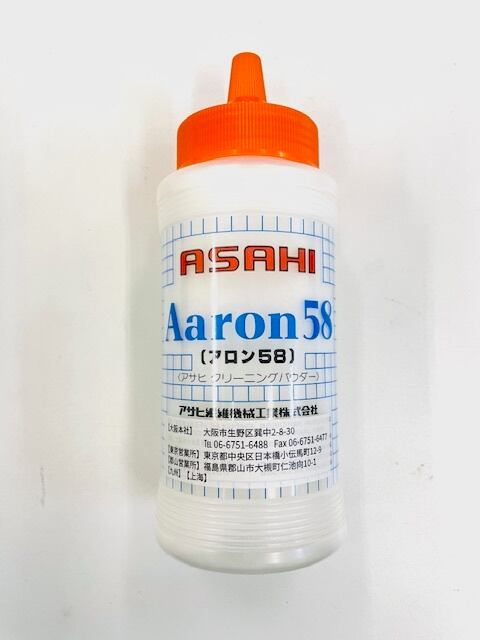 ASAHI
Aaron58
(アロン58)
〈アサヒ クリーニングパウダー〉
アサヒ繊維機械工業株式会社
【大阪本社】 大阪市生野区巽中2-8-30
TEL 06-6751-6488 Fax 06-6751-6477
【東京営業所】東京都中央区日本橋小伝馬町12-9
【郡山営業所】福島県郡山市大槻町仁池向10-1
【九州】【上海】